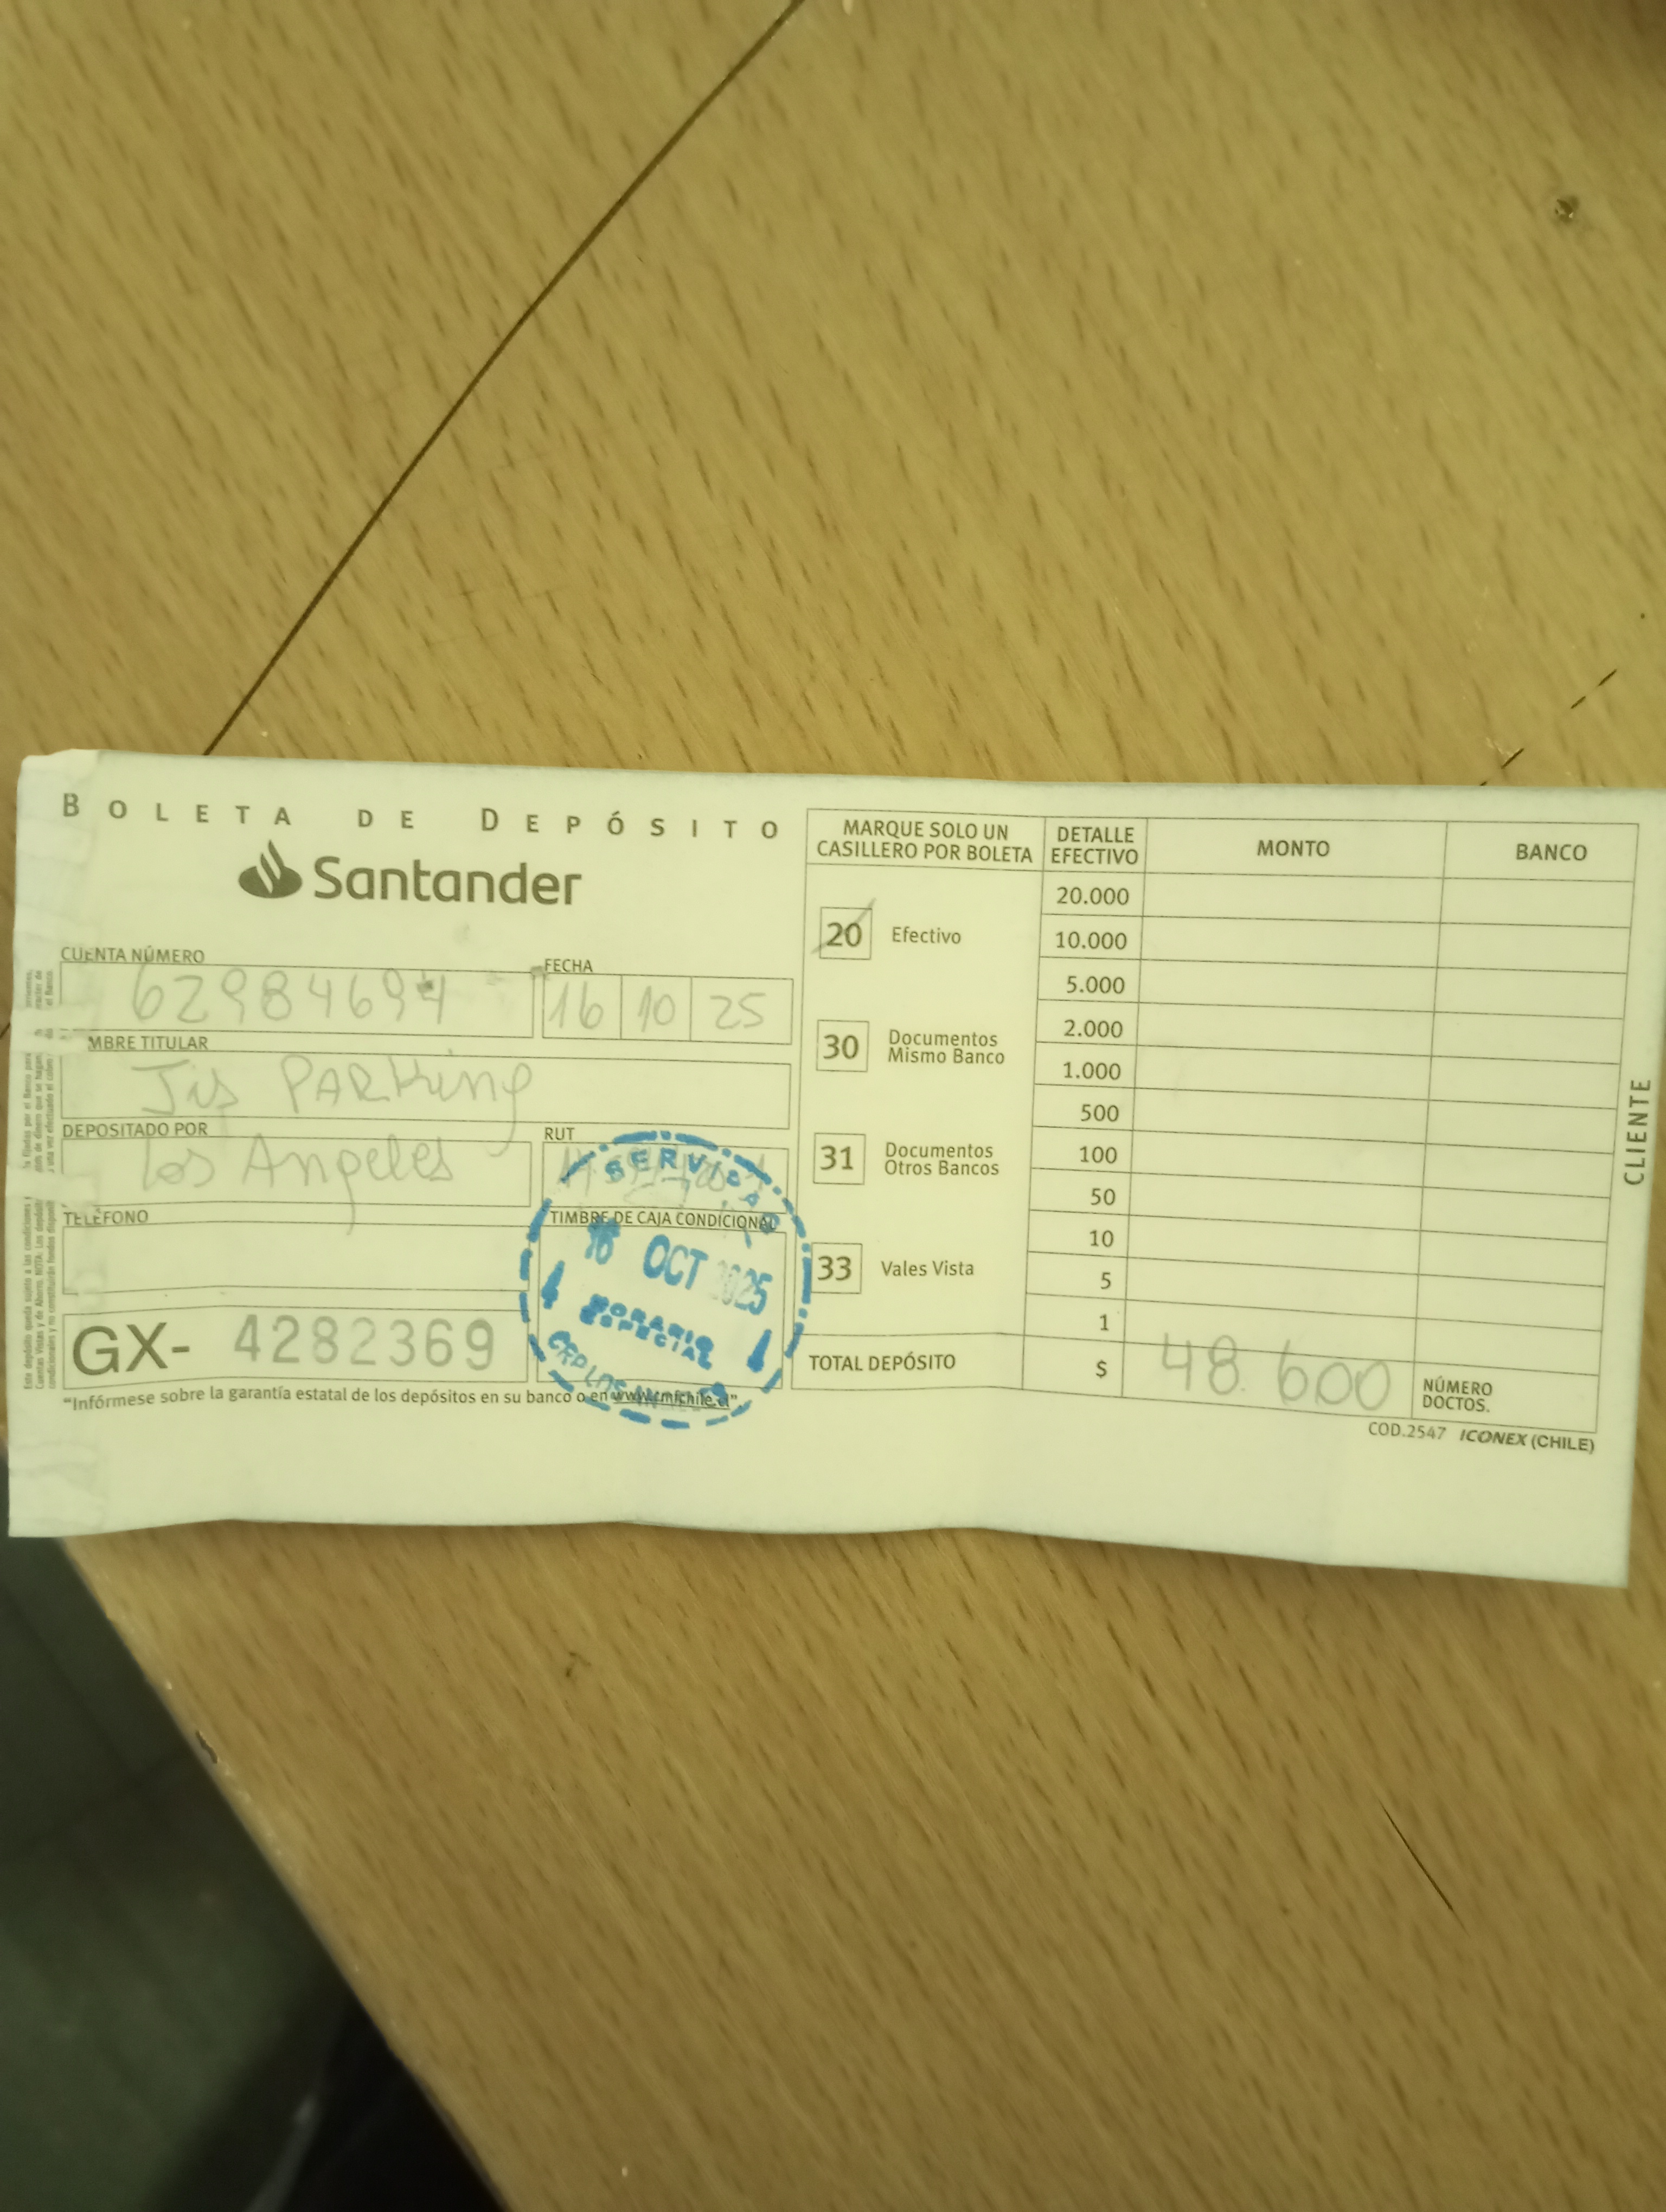 BOLETA DE DEPÓSITO
Santander
CUENTA NÚMERO
62984694
FECHA
16 10 25
MBRE TITULAR
Jis PARKing
DEPOSITADO POR
Los Angeles
RUT
TELÉFONO
TIMBRE DE CAJA CONDICIONAL
SERVICAJA
16 OCT 2025
HORARIO
ESPECIAL
GX- 4282369
"Infórmese sobre la garantía estatal de los depósitos en su banco o en www.cmfchile.cl".
MARQUE SOLO UN
CASILLERO POR BOLETA
20 Efectivo
30 Documentos
Mismo Banco
31 Documentos
Otros Bancos
33 Vales Vista
DETALLE
EFECTIVO
MONTO
BANCO
20.000
10.000
5.000
2.000
1.000
500
100
50
10
5
1
TOTAL DEPÓSITO $ 48.600
NÚMERO
DOCTOS.
COD.2547 ICONEX (CHILE)
CLIENTE